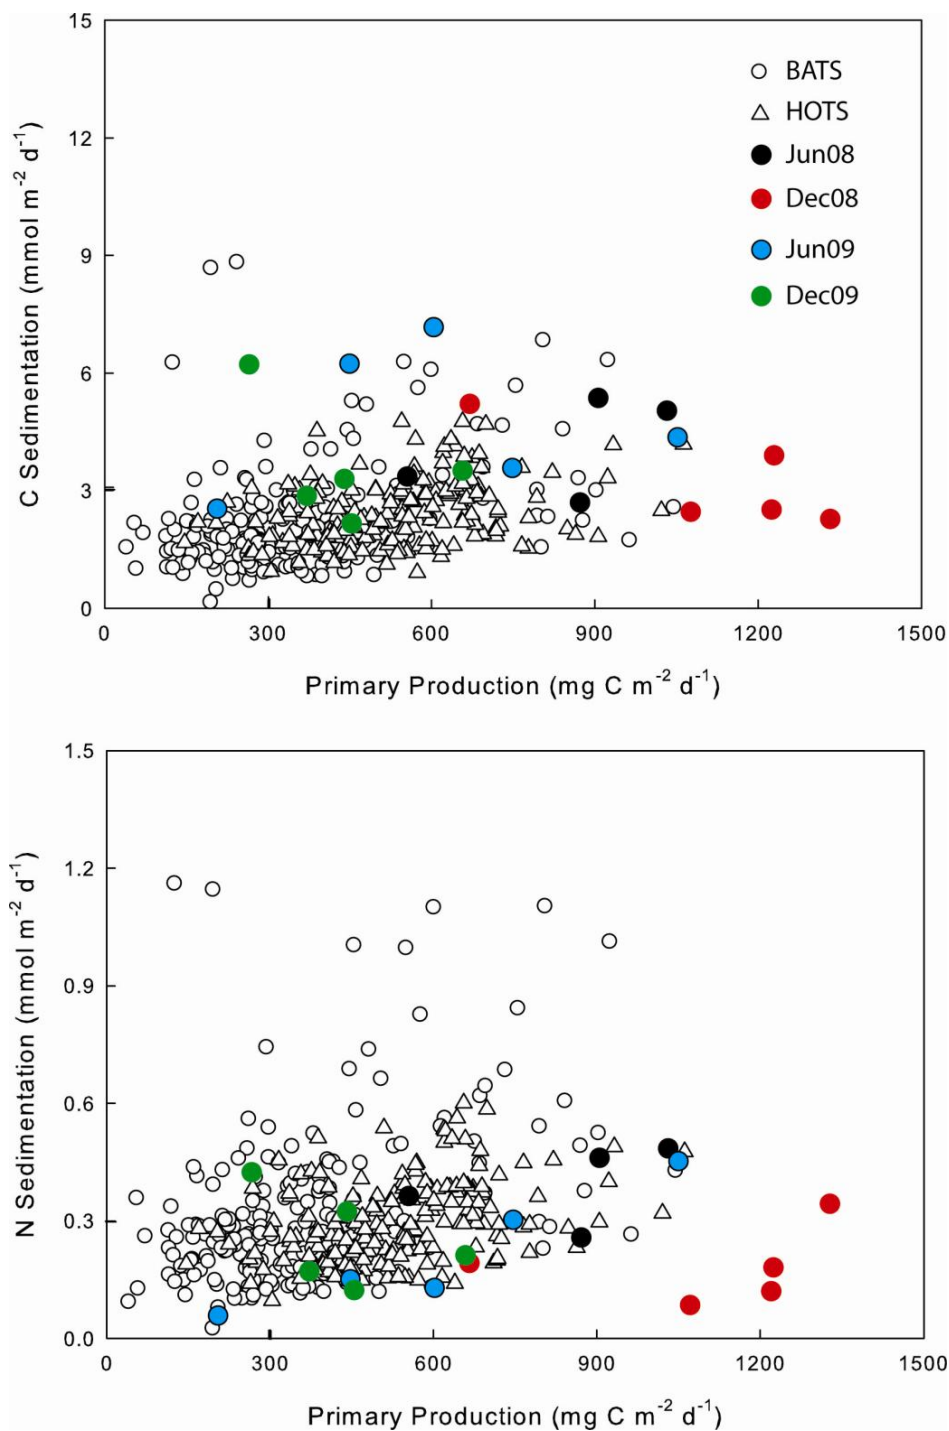 15
12
9
6
3
0
C Sedimentation (mmol m⁻² d⁻¹)
BATS
HOTS
Jun08
Dec08
Jun09
Dec09
0 300 600 900 1200 1500
Primary Production (mg C m⁻² d⁻¹)
1.5
1.2
0.9
0.6
0.3
0.0
N Sedimentation (mmol m⁻² d⁻¹)
0 300 600 900 1200 1500
Primary Production (mg C m⁻² d⁻¹)